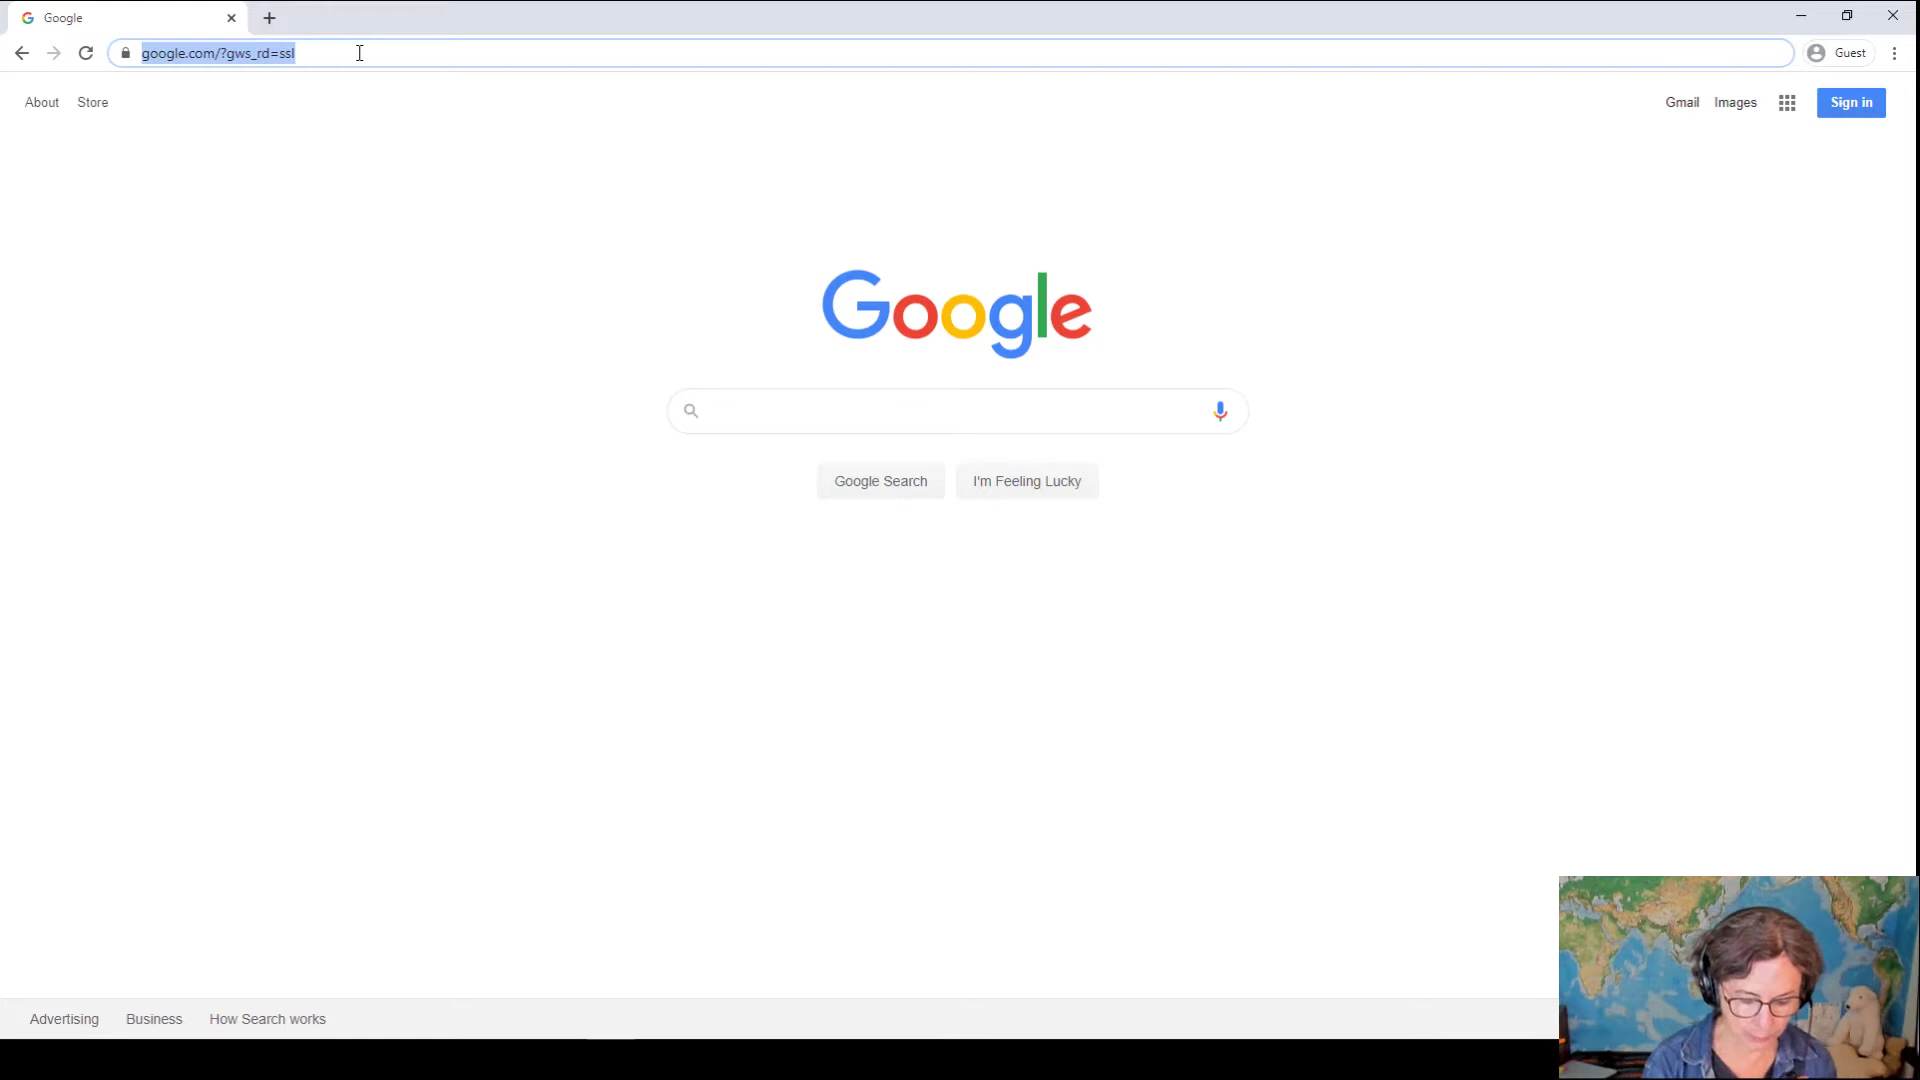 Google
google.com/?gws_rd=ssl
Guest
About Store
Gmail Images Sign in
Google
Google Search I'm Feeling Lucky
Advertising Business How Search works